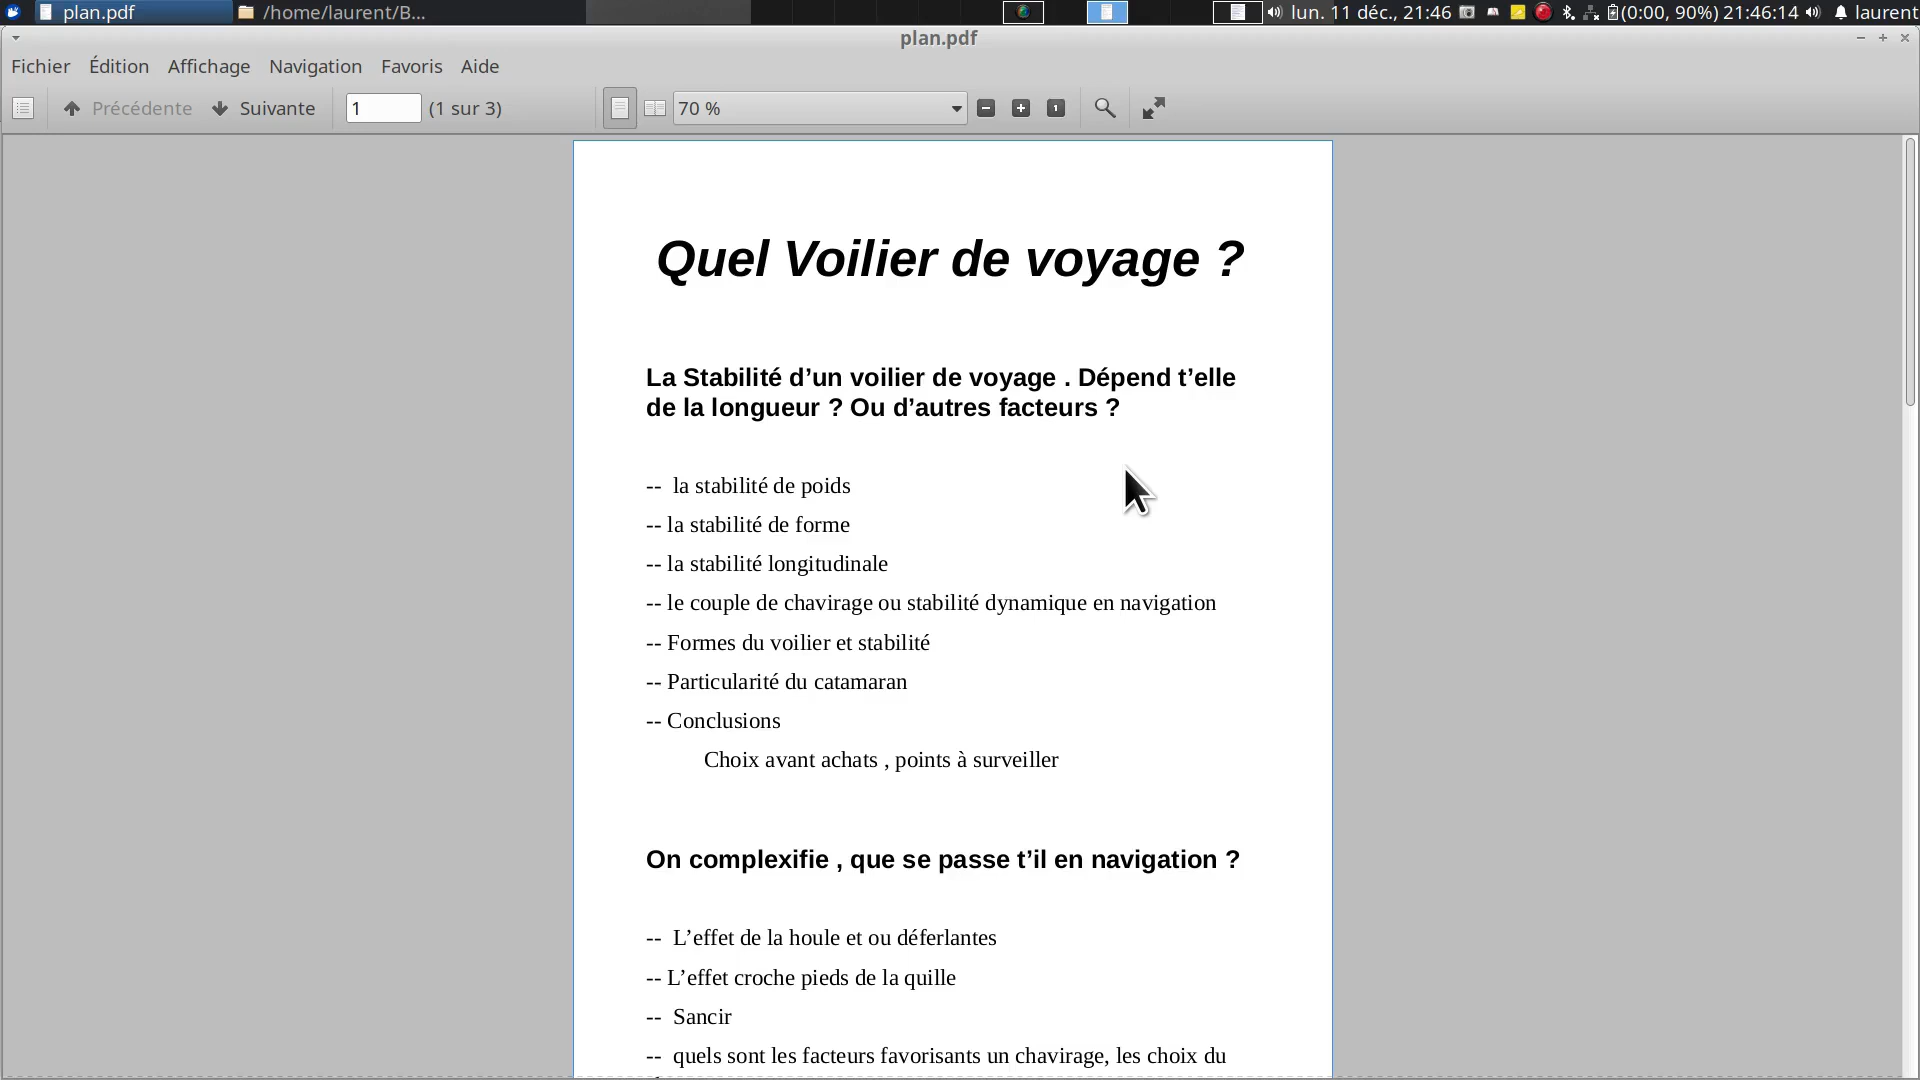 plan.pdf
/home/laurent/B...
lun. 11 déc., 21:46
(0:00, 90%) 21:46:14
laurent
plan.pdf
Fichier Édition Affichage Navigation Favoris Aide
Précédente Suivante 1 (1 sur 3) 70 %
Quel Voilier de voyage ?
La Stabilité d’un voilier de voyage . Dépend t’elle
de la longueur ? Ou d’autres facteurs ?
-- la stabilité de poids
-- la stabilité de forme
-- la stabilité longitudinale
-- le couple de chavirage ou stabilité dynamique en navigation
-- Formes du voilier et stabilité
-- Particularité du catamaran
-- Conclusions
Choix avant achats , points à surveiller
On complexifie , que se passe t’il en navigation ?
-- L’effet de la houle et ou déferlantes
-- L’effet croche pieds de la quille
-- Sancir
-- quels sont les facteurs favorisants un chavirage, les choix du